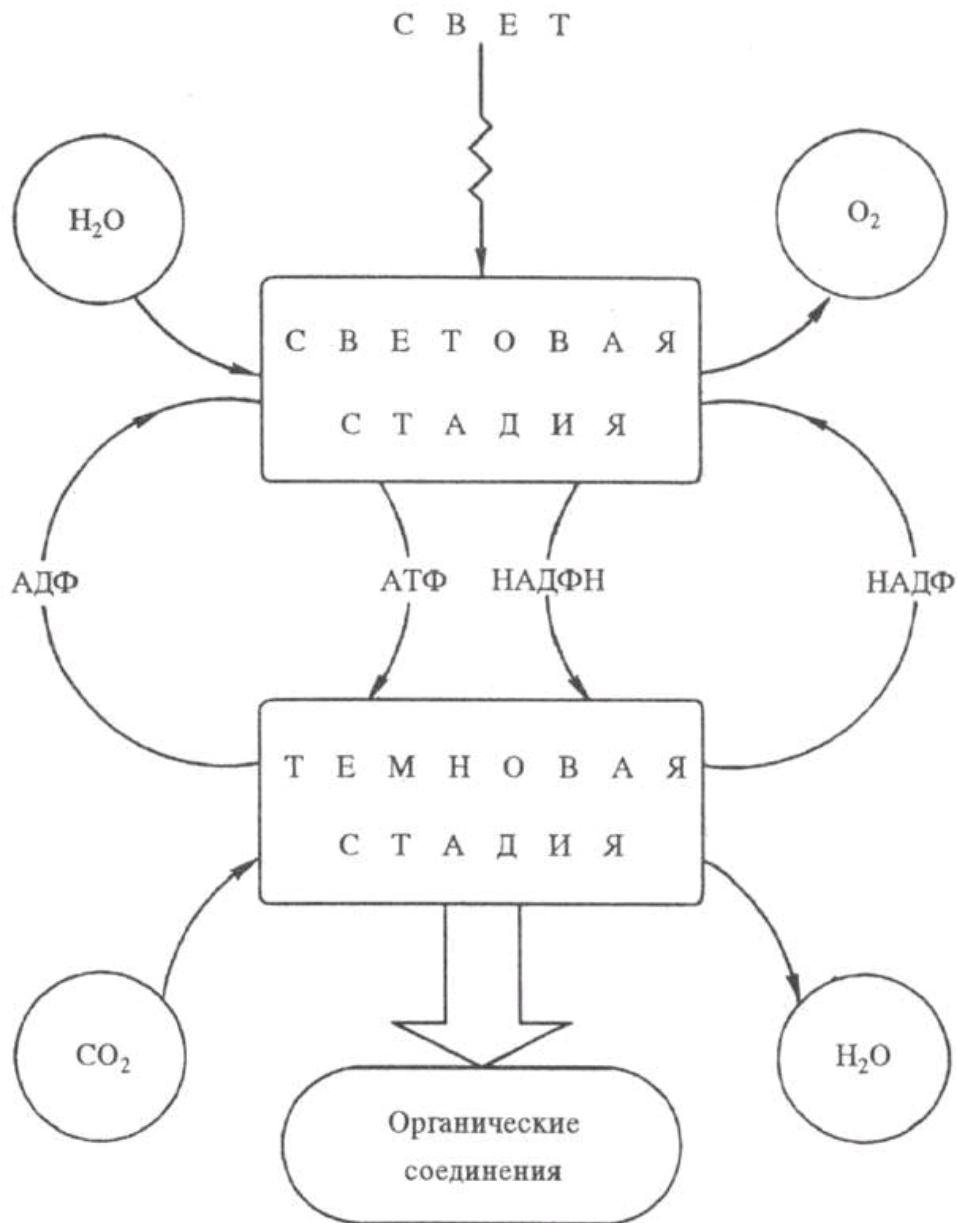 С В Е Т
H₂O
O₂
С В Е Т О В А Я
С Т А Д И Я
АДФ
АТФ
НАДФН
НАДФ
Т Е М Н О В А Я
С Т А Д И Я
CO₂
H₂O
Органические
соединения